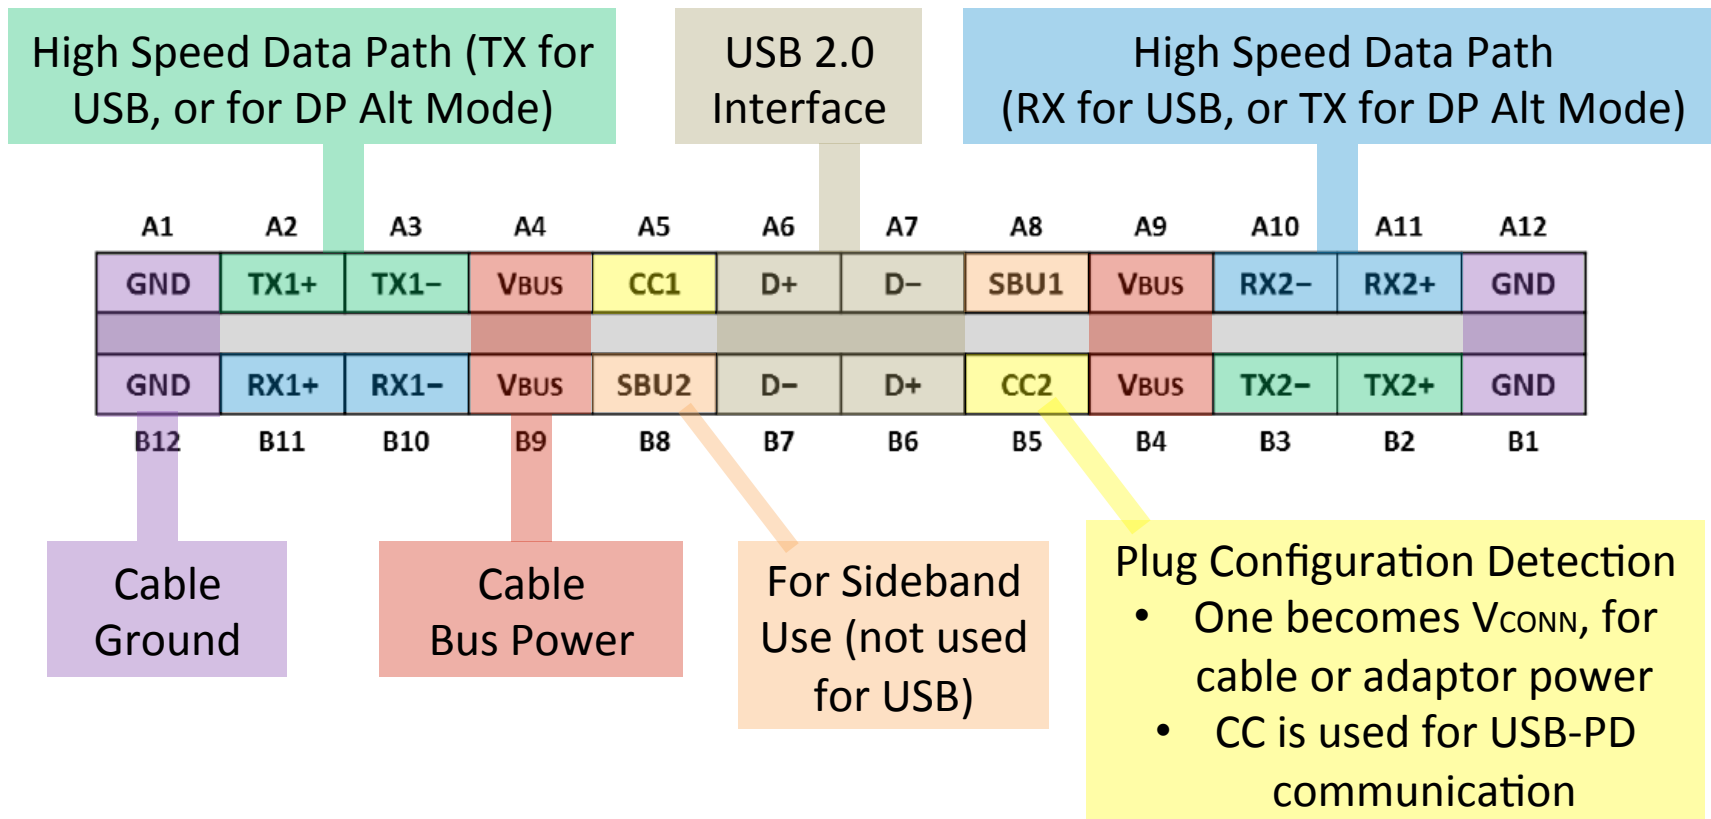 High Speed Data Path (TX for
USB, or for DP Alt Mode)
USB 2.0
Interface
High Speed Data Path
(RX for USB, or TX for DP Alt Mode)
A1 A2 A3 A4 A5 A6 A7 A8 A9 A10 A11 A12
GND TX1+ TX1− VBUS CC1 D+ D− SBU1 VBUS RX2− RX2+ GND
GND RX1+ RX1− VBUS SBU2 D− D+ CC2 VBUS TX2− TX2+ GND
B12 B11 B10 B9 B8 B7 B6 B5 B4 B3 B2 B1
Cable
Ground
Cable
Bus Power
For Sideband
Use (not used
for USB)
Plug Configuration Detection
• One becomes VCONN, for
cable or adaptor power
• CC is used for USB-PD
communication